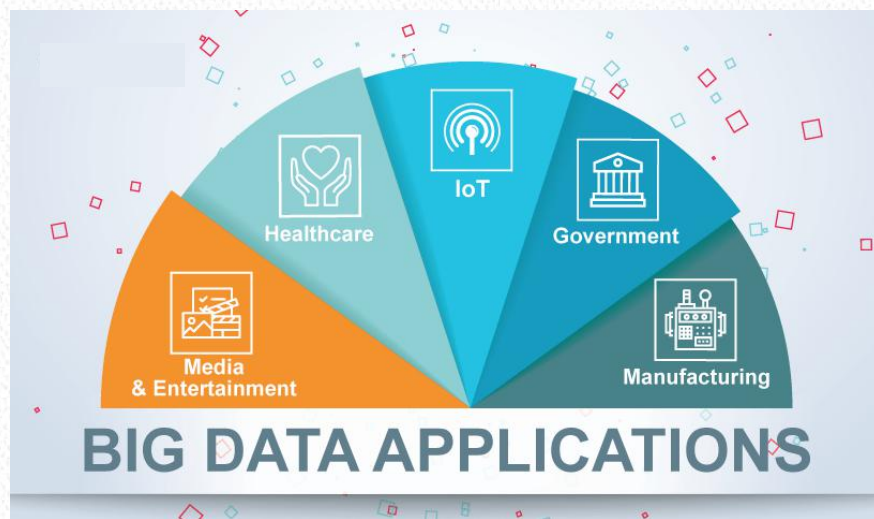 Media
& Entertainment
Healthcare
IoT
Government
Manufacturing
BIG DATA APPLICATIONS